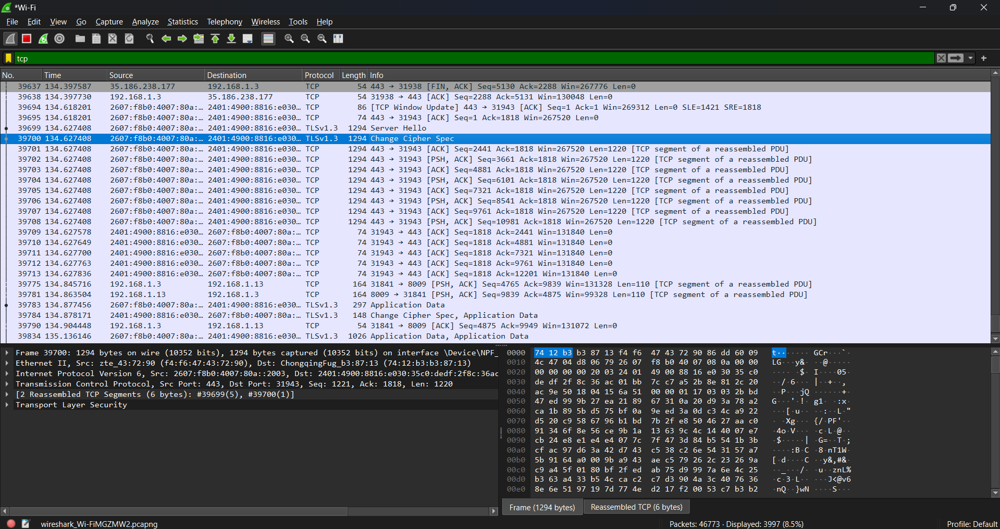 *Wi-Fi
File Edit View Go Capture Analyze Statistics Telephony Wireless Tools Help
tcp
No. Time Source Destination Protocol Length Info
39637 134.397587 35.186.238.177 192.168.1.3 TCP 54 443 → 31938 [FIN, ACK] Seq=5130 Ack=2288 Win=267776 Len=0
39638 134.397730 192.168.1.3 35.186.238.177 TCP 54 31938 → 443 [ACK] Seq=2288 Ack=5131 Win=130048 Len=0
39694 134.618201 2607:f8b0:4007:80a:… 2401:4900:8816:e030… TCP 86 [TCP Window Update] 443 → 31943 [ACK] Seq=1 Ack=1 Win=269312 Len=0 SLE=1421 SRE=1818
39695 134.618201 2607:f8b0:4007:80a:… 2401:4900:8816:e030… TCP 74 443 → 31943 [ACK] Seq=1 Ack=1818 Win=267520 Len=0
39699 134.627408 2607:f8b0:4007:80a:… 2401:4900:8816:e030… TLSv1.3 1294 Server Hello
39700 134.627408 2607:f8b0:4007:80a:… 2401:4900:8816:e030… TLSv1.3 1294 Change Cipher Spec
39701 134.627408 2607:f8b0:4007:80a:… 2401:4900:8816:e030… TCP 1294 443 → 31943 [ACK] Seq=2441 Ack=1818 Win=267520 Len=1220 [TCP segment of a reassembled PDU]
39702 134.627408 2607:f8b0:4007:80a:… 2401:4900:8816:e030… TCP 1294 443 → 31943 [PSH, ACK] Seq=3661 Ack=1818 Win=267520 Len=1220 [TCP segment of a reassembled PDU]
39703 134.627408 2607:f8b0:4007:80a:… 2401:4900:8816:e030… TCP 1294 443 → 31943 [ACK] Seq=4881 Ack=1818 Win=267520 Len=1220 [TCP segment of a reassembled PDU]
39704 134.627408 2607:f8b0:4007:80a:… 2401:4900:8816:e030… TCP 1294 443 → 31943 [PSH, ACK] Seq=6101 Ack=1818 Win=267520 Len=1220 [TCP segment of a reassembled PDU]
39705 134.627408 2607:f8b0:4007:80a:… 2401:4900:8816:e030… TCP 1294 443 → 31943 [ACK] Seq=7321 Ack=1818 Win=267520 Len=1220 [TCP segment of a reassembled PDU]
39706 134.627408 2607:f8b0:4007:80a:… 2401:4900:8816:e030… TCP 1294 443 → 31943 [PSH, ACK] Seq=8541 Ack=1818 Win=267520 Len=1220 [TCP segment of a reassembled PDU]
39707 134.627408 2607:f8b0:4007:80a:… 2401:4900:8816:e030… TCP 1294 443 → 31943 [ACK] Seq=9761 Ack=1818 Win=267520 Len=1220 [TCP segment of a reassembled PDU]
39708 134.627408 2607:f8b0:4007:80a:… 2401:4900:8816:e030… TCP 1294 443 → 31943 [PSH, ACK] Seq=10981 Ack=1818 Win=267520 Len=1220 [TCP segment of a reassembled PDU]
39709 134.627578 2401:4900:8816:e030… 2607:f8b0:4007:80a:… TCP 74 31943 → 443 [ACK] Seq=1818 Ack=2441 Win=131840 Len=0
39710 134.627649 2401:4900:8816:e030… 2607:f8b0:4007:80a:… TCP 74 31943 → 443 [ACK] Seq=1818 Ack=4881 Win=131840 Len=0
39711 134.627700 2401:4900:8816:e030… 2607:f8b0:4007:80a:… TCP 74 31943 → 443 [ACK] Seq=1818 Ack=7321 Win=131840 Len=0
39712 134.627763 2401:4900:8816:e030… 2607:f8b0:4007:80a:… TCP 74 31943 → 443 [ACK] Seq=1818 Ack=9761 Win=131840 Len=0
39713 134.627836 2401:4900:8816:e030… 2607:f8b0:4007:80a:… TCP 74 31943 → 443 [ACK] Seq=1818 Ack=12201 Win=131840 Len=0
39775 134.845716 192.168.1.3 192.168.1.13 TCP 164 31841 → 8009 [PSH, ACK] Seq=4765 Ack=9839 Win=131328 Len=110 [TCP segment of a reassembled PDU]
39781 134.863504 192.168.1.13 192.168.1.3 TCP 164 8009 → 31841 [PSH, ACK] Seq=9839 Ack=4875 Win=99328 Len=110 [TCP segment of a reassembled PDU]
39783 134.877456 2607:f8b0:4007:80a:… 2401:4900:8816:e030… TLSv1.3 297 Application Data
39784 134.878171 2401:4900:8816:e030… 2607:f8b0:4007:80a:… TLSv1.3 148 Change Cipher Spec, Application Data
39790 134.904448 192.168.1.3 192.168.1.13 TCP 54 31841 → 8009 [ACK] Seq=4875 Ack=9949 Win=131072 Len=0
39834 135.136146 2607:f8b0:4007:80a:… 2401:4900:8816:e030… TLSv1.3 1026 Application Data, Application Data
Frame 39700: 1294 bytes on wire (10352 bits), 1294 bytes captured (10352 bits) on interface \Device\NPF_
Ethernet II, Src: zte_43:72:90 (f4:f6:47:43:72:90), Dst: ChongqingFug_b3:87:13 (74:12:b3:b3:87:13)
Internet Protocol Version 6, Src: 2607:f8b0:4007:80a::2003, Dst: 2401:4900:8816:e030:35c0:dedf:2f8c:36ac
Transmission Control Protocol, Src Port: 443, Dst Port: 31943, Seq: 1221, Ack: 1818, Len: 1220
[2 Reassembled TCP Segments (6 bytes): #39699(5), #39700(1)]
Transport Layer Security
0000 74 12 b3 b3 87 13 f4 f6 47 43 72 90 86 dd 60 09 t······· GCr···`·
0010 4c 47 04 d8 06 79 26 07 f8 b0 40 07 08 0a 00 00 LG···y&· ··@·····
0020 00 00 00 00 20 03 24 01 49 00 88 16 e0 30 35 c0 ···· ·$· I····05·
0030 de df 2f 8c 36 ac 01 bb 7c c7 a5 2b 8e 81 2c 20 ··/·6··· |··+··,
0040 ac 9e 50 18 04 15 6a 51 00 00 01 17 03 03 2b bd ··P···jQ ······+·
0050 47 ed 99 9b 27 ea 21 89 67 31 0a 20 d9 3a 78 a2 G···'·!· g1· ·:x·
0060 ca 1b 89 5b d5 75 bf 0a 9e ed 3a 0d c3 4c a9 22 ···[·u·· ··:··L·"
0070 d5 20 c9 58 67 96 b1 bd 7b 2f e8 50 46 27 aa c0 · ·Xg··· {/·PF'··
0080 91 34 6f 8e 56 ce 9b 1a 13 63 9c 4c 14 40 07 e7 ·4o·V··· ·c·L·@··
0090 cb 24 e8 e1 e4 e4 07 7c 7f 47 3d 84 b5 54 1b 3b ·$·····| ·G=··T·;
00a0 cf ac 97 d6 3a 42 d7 43 c5 38 c2 6e 54 31 57 a7 ····:B·C ·8·nT1W·
00b0 5b 91 64 a0 00 9b a9 43 ae c5 79 26 2c 23 26 9a [·d····C ··y&,#&·
00c0 c9 a4 5f 01 80 bf 2f ed ab 75 d9 99 7a 6e 4c 25 ··_···/· ·u··znL%
00d0 b3 63 a4 33 b5 4c ca c2 c7 d3 90 4a 3c 40 76 36 ·c·3·L·· ···J<@v6
00e0 8e 6e 51 97 19 7d 77 4e d2 17 f2 00 53 c7 b3 b2 ·nQ··}wN ····S···
Frame (1294 bytes) Reassembled TCP (6 bytes)
wireshark_Wi-FiMGZMW2.pcapng Packets: 46773 · Displayed: 3997 (8.5%) Profile: Default